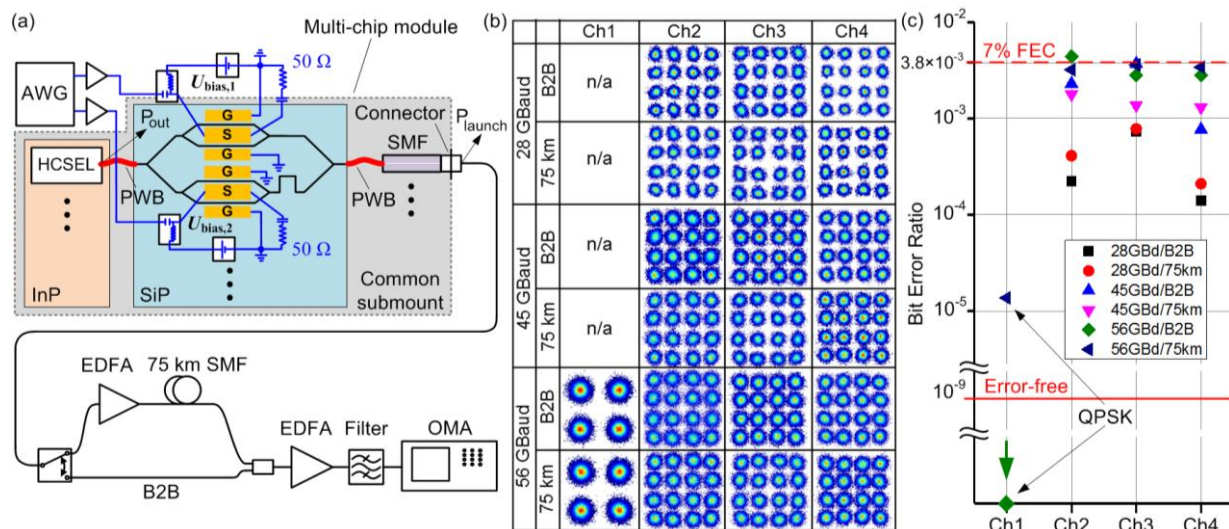 (a)
Multi-chip module
AWG
U bias,1
50 Ω
Connector
P out
P launch
G
S
G
G
S
G
HCSEL
SMF
PWB
PWB
U bias,2
50 Ω
InP
SiP
Common
submount
EDFA
75 km SMF
EDFA
Filter
OMA
B2B
(b)
Ch1 Ch2 Ch3 Ch4
28 GBaud
B2B
n/a
75 km
n/a
45 GBaud
B2B
n/a
75 km
n/a
56 GBaud
B2B
75 km
(c)
Bit Error Ratio
10⁻²
7% FEC
3.8×10⁻³
10⁻³
10⁻⁴
28GBd/B2B
28GBd/75km
45GBd/B2B
45GBd/75km
56GBd/B2B
56GBd/75km
10⁻⁵
10⁻⁹
Error-free
QPSK
Ch1 Ch2 Ch3 Ch4